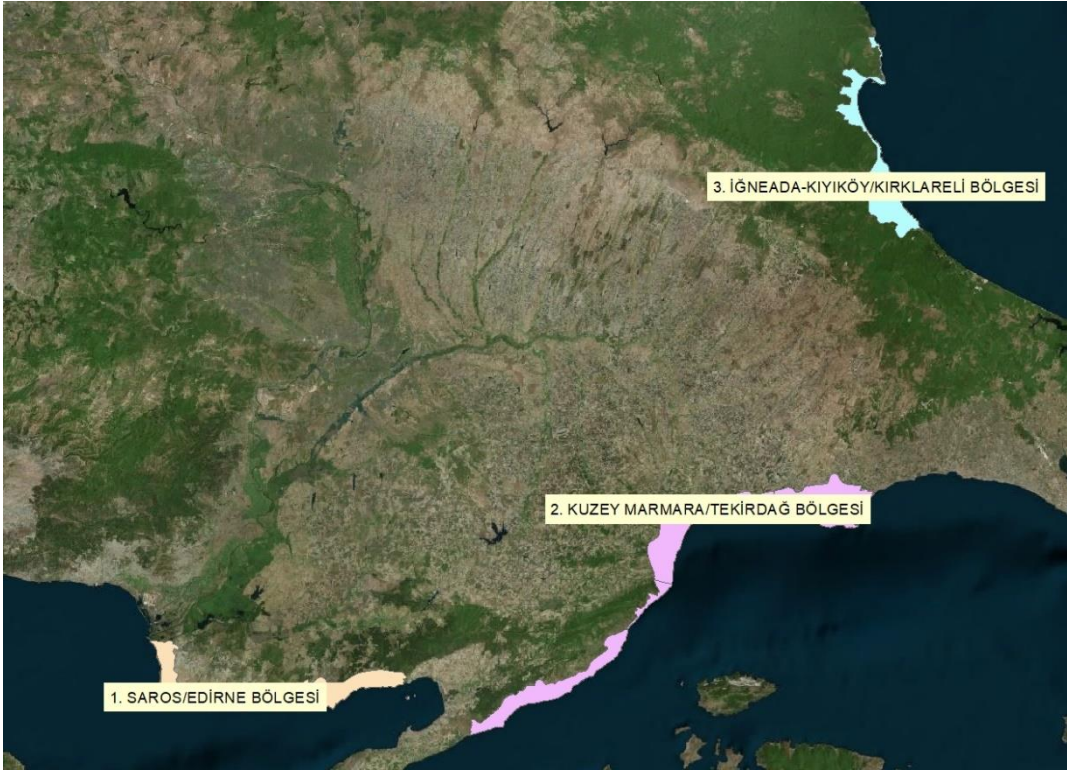 3. İĞNEADA-KIYIKÖY/KIRKLARELİ BÖLGESİ
2. KUZEY MARMARA/TEKİRDAĞ BÖLGESİ
1. SAROS/EDİRNE BÖLGESİ